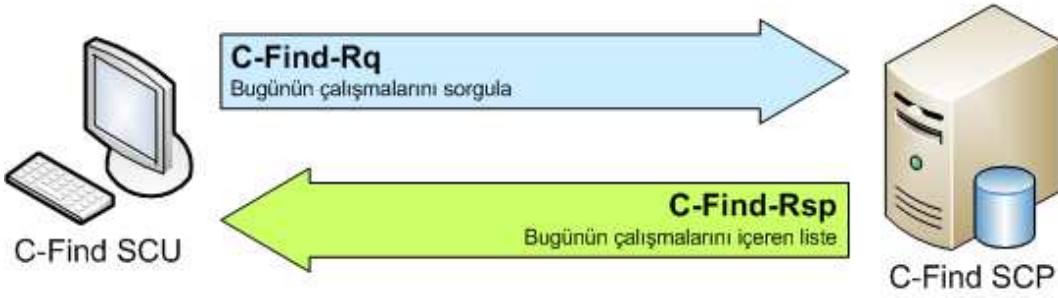 C-Find-Rq
Bugünün çalışmalarını sorgula
C-Find-Rsp
Bugünün çalışmalarını içeren liste
C-Find SCU
C-Find SCP